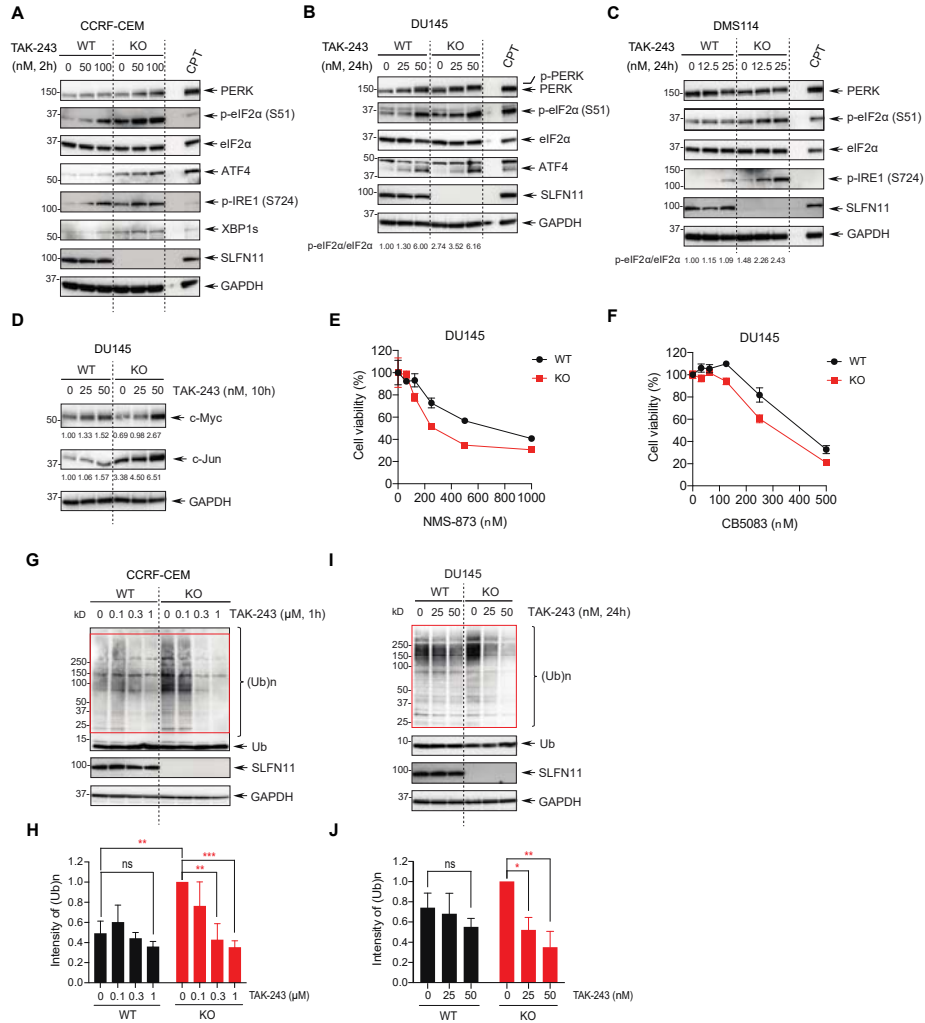 A
CCRF-CEM
TAK-243 WT KO
(nM, 2h) 0 50 100 0 50 100 CPT
150 PERK
37 p-eIF2α (S51)
37 eIF2α
50 ATF4
100 p-IRE1 (S724)
50 XBP1s
100 SLFN11
37 GAPDH
B
DU145
TAK-243 WT KO
(nM, 24h) 0 25 50 0 25 50 CPT
p-PERK
150 PERK
37 p-eIF2α (S51)
37 eIF2α
50 ATF4
37
100 SLFN11
37 GAPDH
p-eIF2α/eIF2α 1.00 1.30 6.00 2.74 3.52 6.16
C
DMS114
TAK-243 WT KO
(nM, 24h) 0 12.5 25 0 12.5 25 CPT
150 PERK
37 p-eIF2α (S51)
37 eIF2α
100 p-IRE1 (S724)
100 SLFN11
37 GAPDH
p-eIF2α/eIF2α 1.00 1.15 1.09 1.48 2.26 2.43
D
DU145
WT KO
0 25 50 0 25 50 TAK-243 (nM, 10h)
50 c-Myc
1.00 1.33 1.52 0.69 0.98 2.67
37 c-Jun
1.00 1.06 1.57 3.38 4.50 6.51
37 GAPDH
E
DU145
Cell viability (%)
120
100
80
60
40
20
0
0 200 400 600 800 1000
NMS-873 (nM)
WT
KO
F
DU145
Cell viability (%)
120
100
80
60
40
20
0
0 100 200 300 400 500
CB5083 (nM)
WT
KO
G
CCRF-CEM
WT KO
kD 0 0.1 0.3 1 0 0.1 0.3 1 TAK-243 (μM, 1h)
250
150
100
50
37
25
15
(Ub)n
Ub
100 SLFN11
37 GAPDH
I
DU145
WT KO
kD 0 25 50 0 25 50 TAK-243 (nM, 24h)
250
150
100
50
37
25
(Ub)n
10 Ub
100 SLFN11
37 GAPDH
H
Intensity of (Ub)n
1.2
1.0
0.8
0.6
0.4
0.2
0.0
ns ** ** ***
0 0.1 0.3 1 0 0.1 0.3 1 TAK-243 (μM)
WT KO
J
Intensity of (Ub)n
1.2
1.0
0.8
0.6
0.4
0.2
0.0
ns * **
0 25 50 0 25 50 TAK-243 (nM)
WT KO